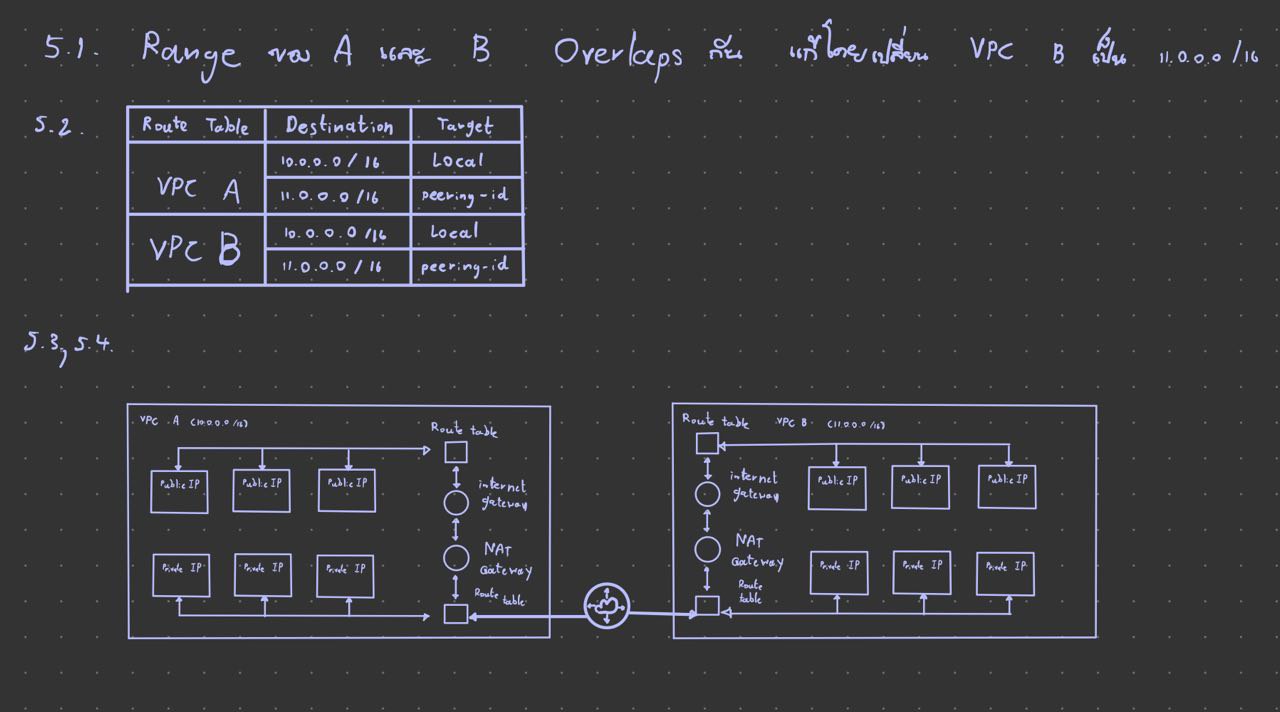 5.1. Range ของ A และ B Overlaps กัน แก้โดยเปลี่ยน VPC B เป็น 11.0.0.0/16
5.2.
Route Table Destination Target
VPC A
10.0.0.0/16 Local
11.0.0.0/16 peering-id
VPC B
10.0.0.0/16 Local
11.0.0.0/16 peering-id
5.3, 5.4.
VPC A (10.0.0.0/16)
Route table
Public IP Public IP Public IP
internet
gateway
NAT
Gateway
Private IP Private IP Private IP
Route table
Route table VPC B (11.0.0.0/16)
internet
gateway
Public IP Public IP Public IP
NAT
Gateway
Private IP Private IP Private IP
Route
table